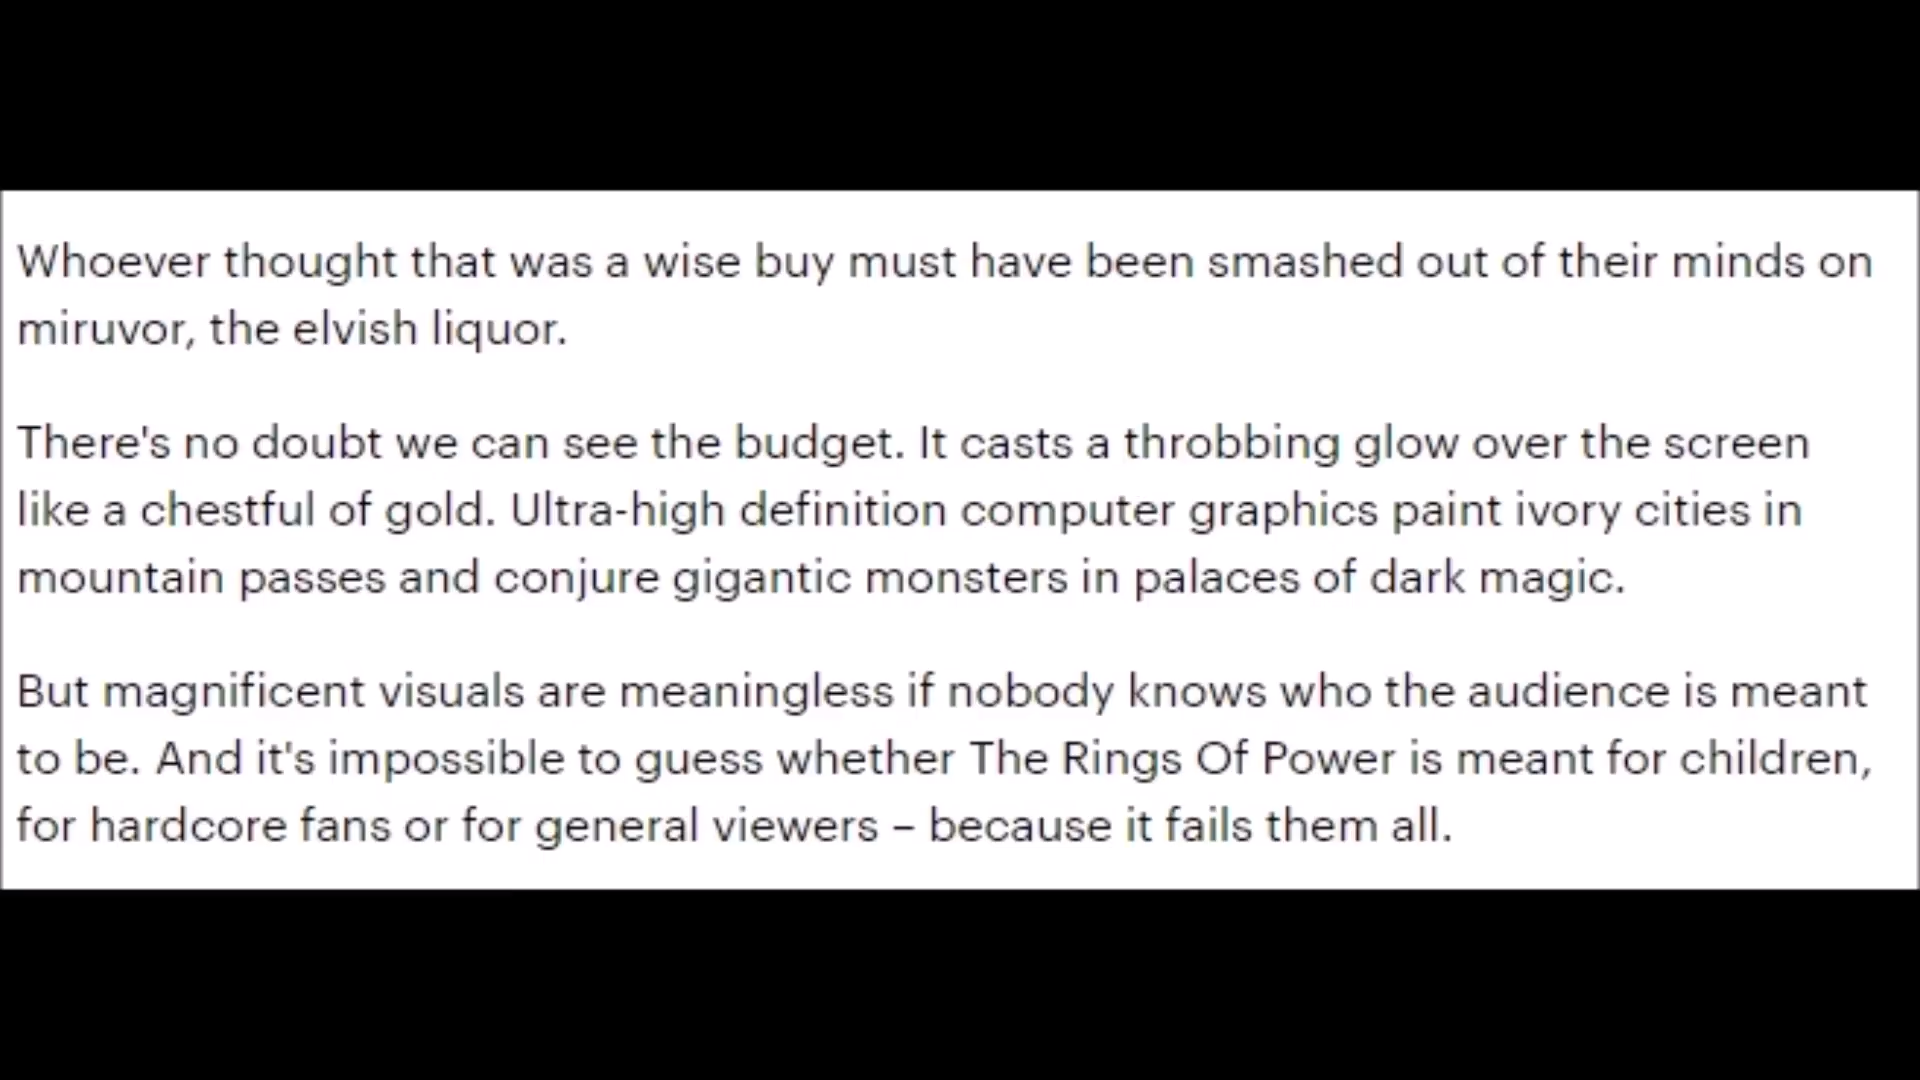 Whoever thought that was a wise buy must have been smashed out of their minds on
miruvor, the elvish liquor.
There's no doubt we can see the budget. It casts a throbbing glow over the screen
like a chestful of gold. Ultra-high definition computer graphics paint ivory cities in
mountain passes and conjure gigantic monsters in palaces of dark magic.
But magnificent visuals are meaningless if nobody knows who the audience is meant
to be. And it's impossible to guess whether The Rings Of Power is meant for children,
for hardcore fans or for general viewers – because it fails them all.